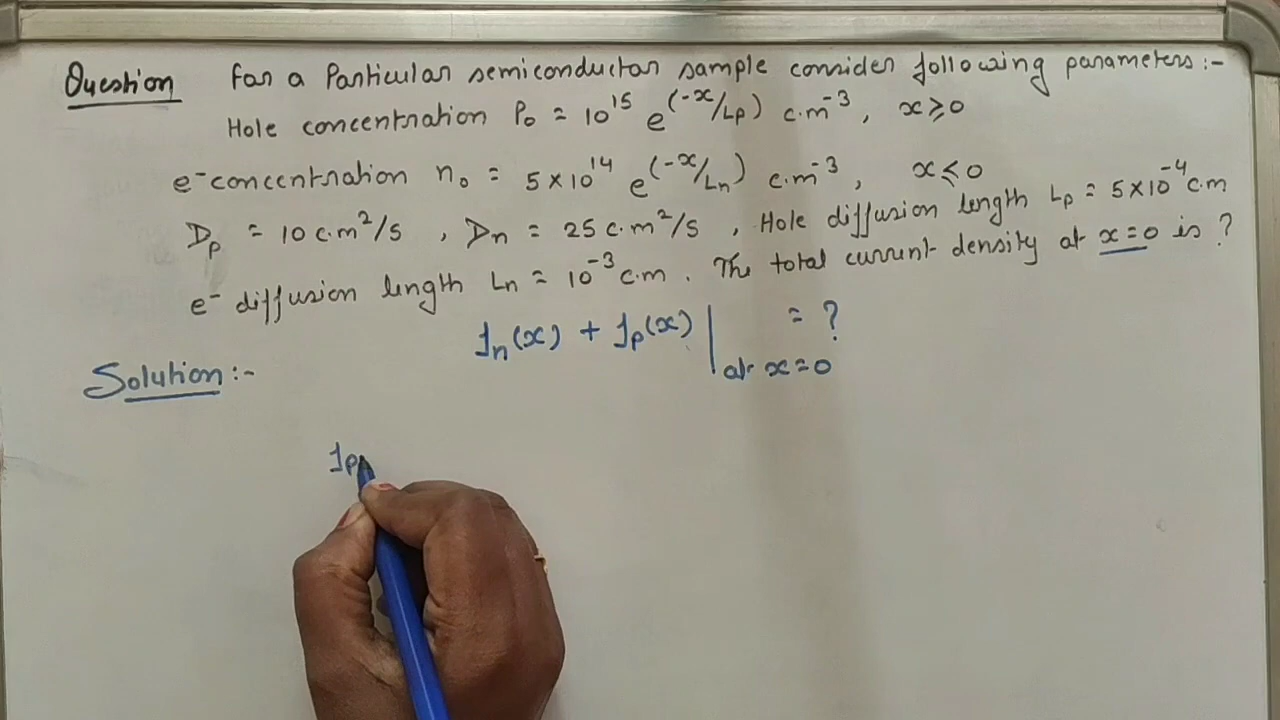 Question For a Particular semiconductor sample consider following parameters:-
Hole concentration P₀ = 10¹⁵ e^(-x/Lp) c.m⁻³, x ≥ 0
e⁻concentration n₀ = 5×10¹⁴ e^(-x/Ln) c.m⁻³, x ≤ 0
Dp = 10 c.m²/s, Dn = 25 c.m²/s, Hole diffusion length Lp = 5×10⁻⁴ c.m
e⁻ diffusion length Ln = 10⁻³ c.m. The total current density at x=0 is ?
Jn(x) + Jp(x) | at x=0 = ?
Solution:-
Jp